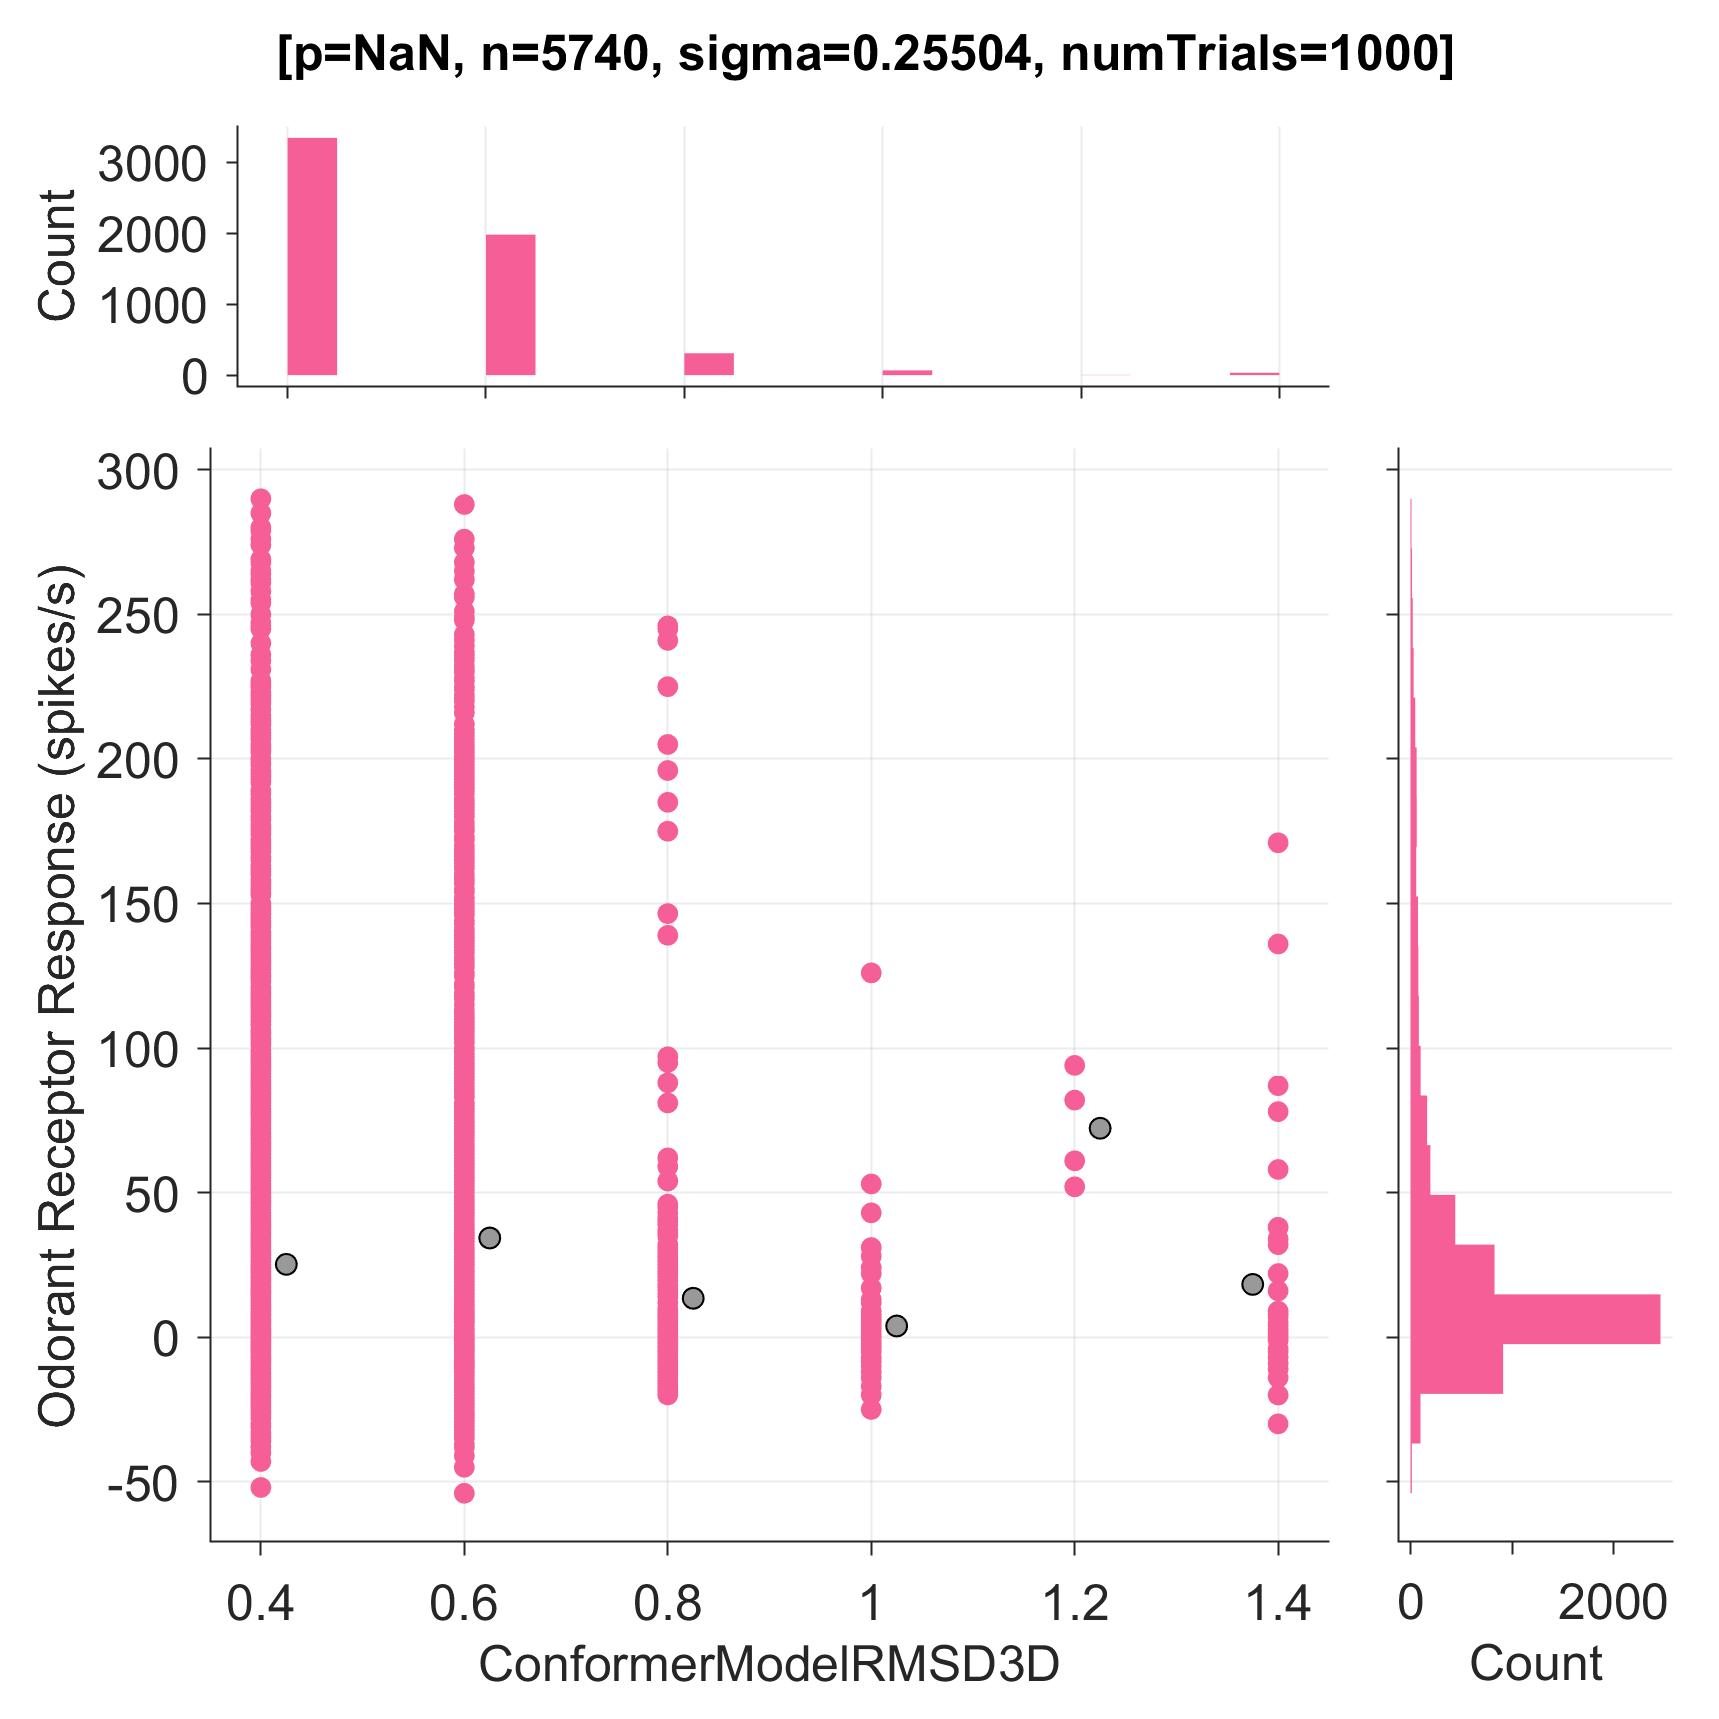 [p=NaN, n=5740, sigma=0.25504, numTrials=1000]
Count
3000
2000
1000
0
Odorant Receptor Response (spikes/s)
300
250
200
150
100
50
0
-50
0.4 0.6 0.8 1 1.2 1.4
ConformerModelRMSD3D
0 2000
Count